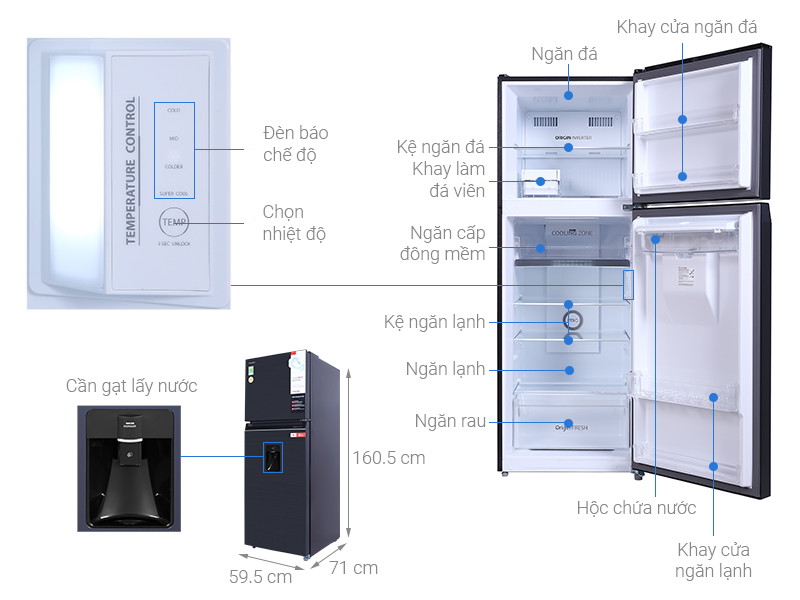 Khay cửa ngăn đá
Ngăn đá
TEMPERATURE CONTROL
COLD
MID
COLDER
SUPER COOL
TEMP
3 SEC UNLOCK
Đèn báo
chế độ
Chọn
nhiệt độ
ORIGIN INVERTER
Kệ ngăn đá
Khay làm
đá viên
Ngăn cấp
đông mềm
COOLING ZONE
Kệ ngăn lạnh
Ngăn lạnh
Ngăn rau
OriginFRESH
Cần gạt lấy nước
160.5 cm
59.5 cm
71 cm
Hộc chứa nước
Khay cửa
ngăn lạnh